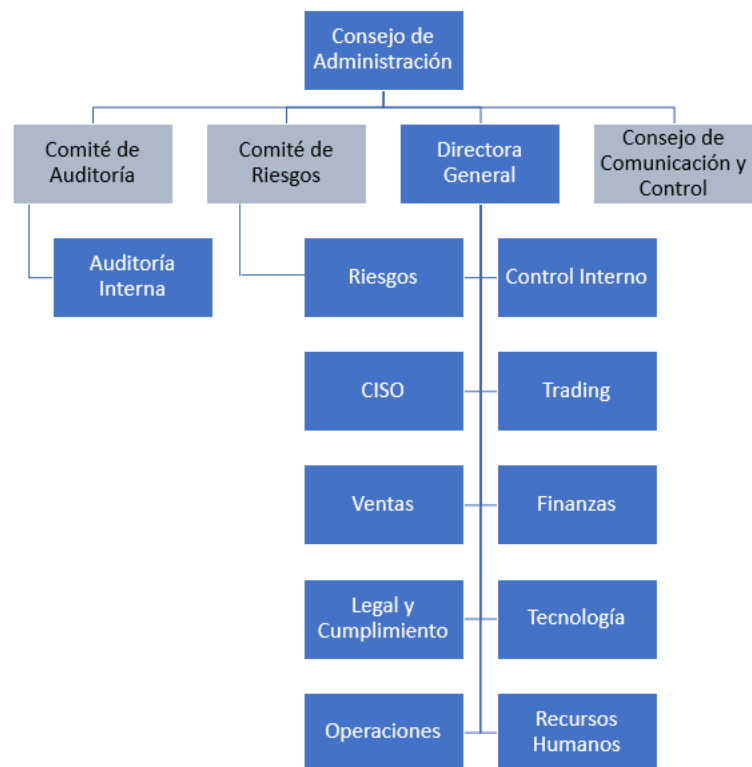 Consejo de
Administración
Comité de
Auditoría
Comité de
Riesgos
Directora
General
Consejo de
Comunicación y
Control
Auditoría
Interna
Riesgos
Control Interno
CISO
Trading
Ventas
Finanzas
Legal y
Cumplimiento
Tecnología
Operaciones
Recursos
Humanos